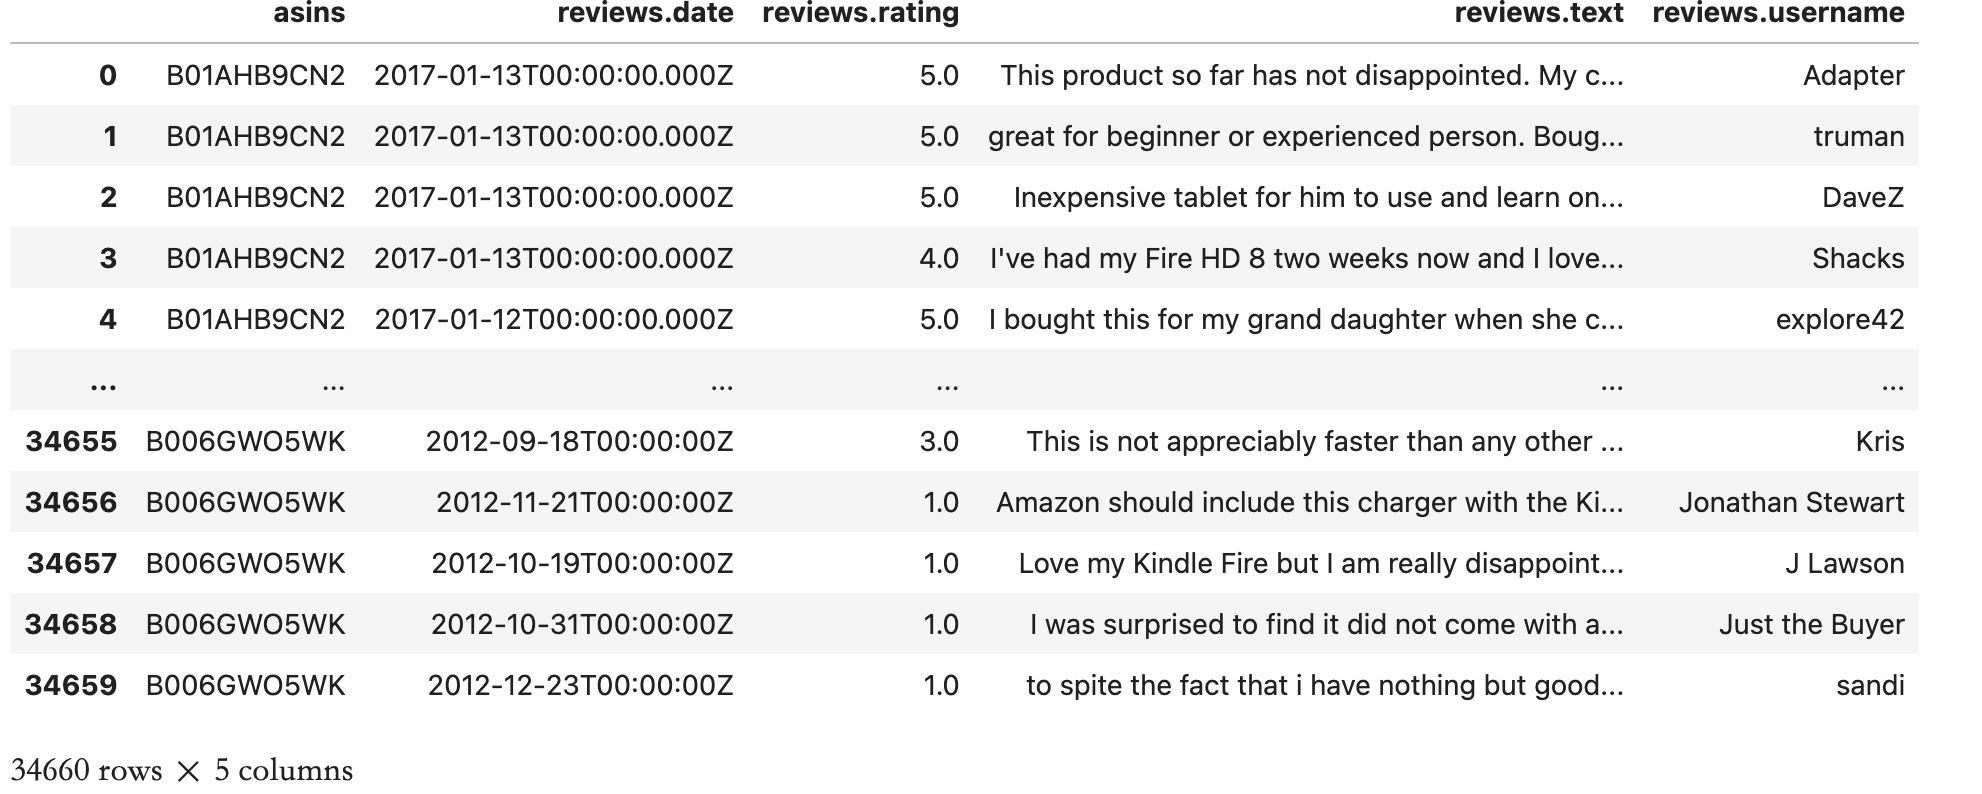 asins reviews.date reviews.rating reviews.text reviews.username
0 B01AHB9CN2 2017-01-13T00:00:00.000Z 5.0 This product so far has not disappointed. My c... Adapter
1 B01AHB9CN2 2017-01-13T00:00:00.000Z 5.0 great for beginner or experienced person. Boug... truman
2 B01AHB9CN2 2017-01-13T00:00:00.000Z 5.0 Inexpensive tablet for him to use and learn on... DaveZ
3 B01AHB9CN2 2017-01-13T00:00:00.000Z 4.0 I've had my Fire HD 8 two weeks now and I love... Shacks
4 B01AHB9CN2 2017-01-12T00:00:00.000Z 5.0 I bought this for my grand daughter when she c... explore42
... ... ... ... ... ...
34655 B006GWO5WK 2012-09-18T00:00:00Z 3.0 This is not appreciably faster than any other ... Kris
34656 B006GWO5WK 2012-11-21T00:00:00Z 1.0 Amazon should include this charger with the Ki... Jonathan Stewart
34657 B006GWO5WK 2012-10-19T00:00:00Z 1.0 Love my Kindle Fire but I am really disappoint... J Lawson
34658 B006GWO5WK 2012-10-31T00:00:00Z 1.0 I was surprised to find it did not come with a... Just the Buyer
34659 B006GWO5WK 2012-12-23T00:00:00Z 1.0 to spite the fact that i have nothing but good... sandi
34660 rows × 5 columns